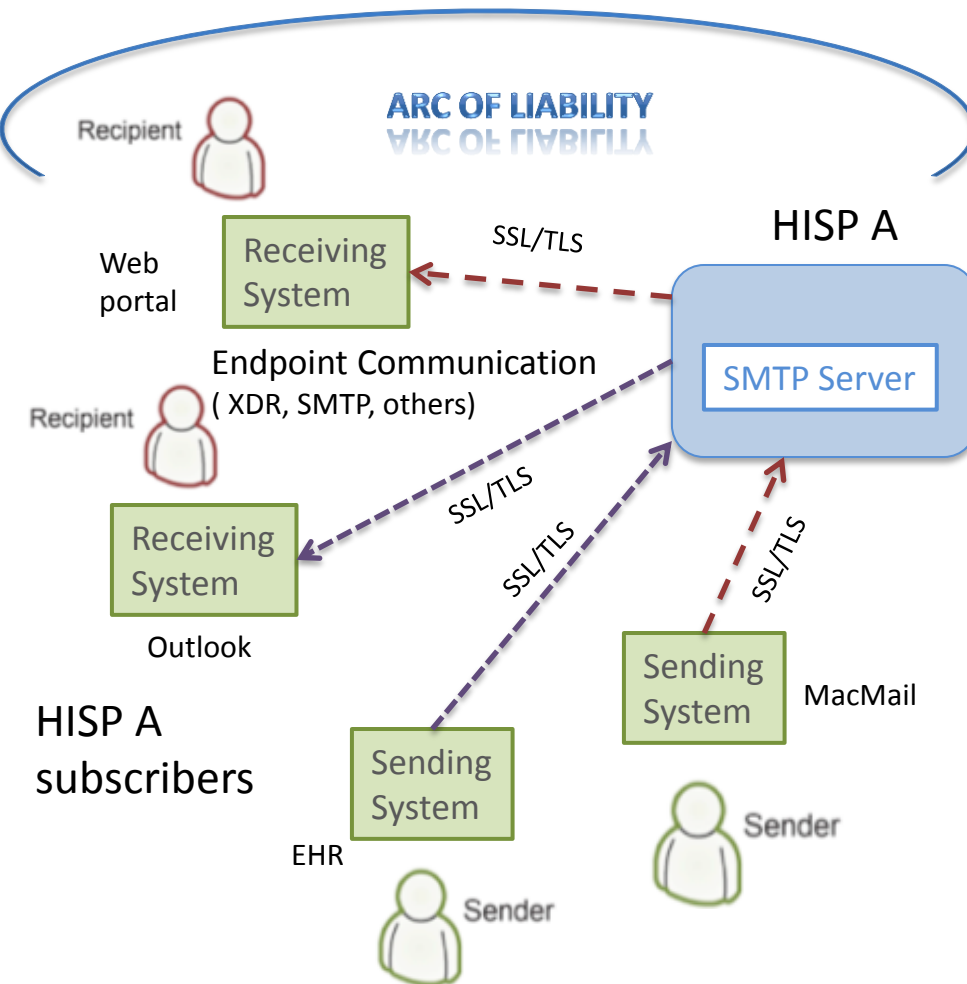 ARC OF LIABILITY
Recipient
HISP A
SSL/TLS
Receiving
System
Web
portal
Endpoint Communication
( XDR, SMTP, others)
SMTP Server
Recipient
SSL/TLS
SSL/TLS
SSL/TLS
Receiving
System
Outlook
Sending
System
MacMail
HISP A
subscribers
Sending
System
EHR
Sender
Sender